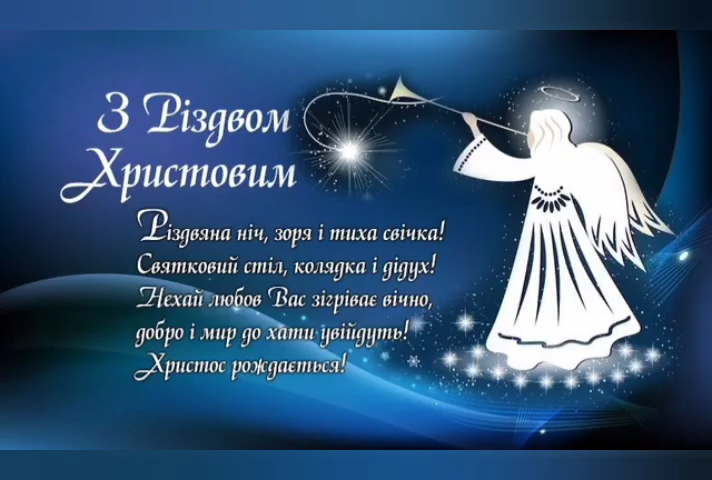 З Різдвом
Христовим
Різдвяна ніч, зоря і тиха свічка!
Святковий стіл, колядка і дідух!
Нехай любов Вас зігріває вічно,
добро і мир до хати увійдуть!
Христос рождається!